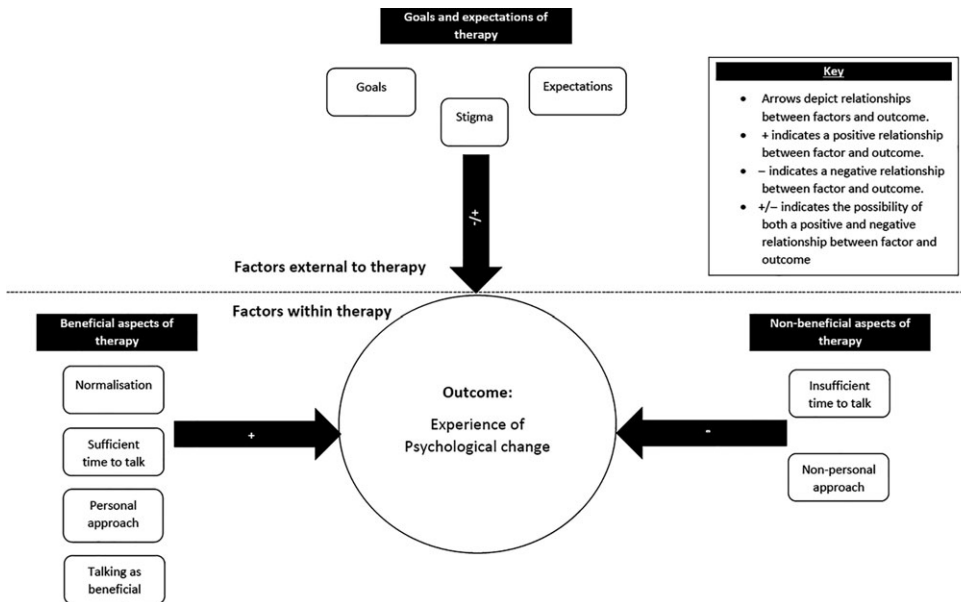 Goals and expectations of
therapy
Goals
Expectations
Stigma
-/+
Key
• Arrows depict relationships
between factors and outcome.
• + indicates a positive relationship
between factor and outcome.
• – indicates a negative relationship
between factor and outcome.
• +/– indicates the possibility of
both a positive and negative
relationship between factor and
outcome
Factors external to therapy
Factors within therapy
Beneficial aspects of
therapy
Normalisation
Sufficient
time to talk
Personal
approach
Talking as
beneficial
+
Outcome:
Experience of
Psychological change
-
Non-beneficial aspects of
therapy
Insufficient
time to talk
Non-personal
approach